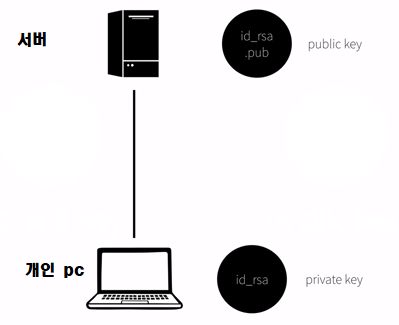 서버
id_rsa
.pub
public key
개인 pc
id_rsa
private key